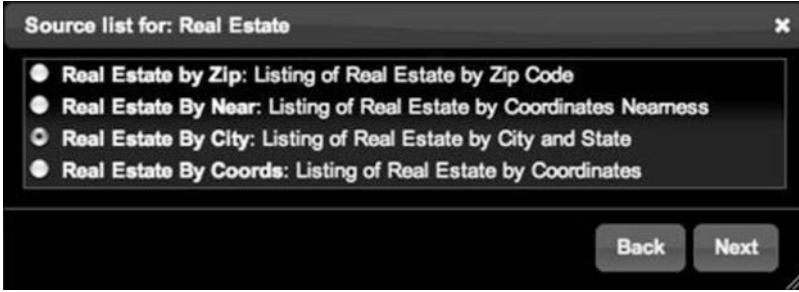 Source list for: Real Estate
Real Estate by Zip: Listing of Real Estate by Zip Code
Real Estate By Near: Listing of Real Estate by Coordinates Nearness
Real Estate By City: Listing of Real Estate by City and State
Real Estate By Coords: Listing of Real Estate by Coordinates
Back Next